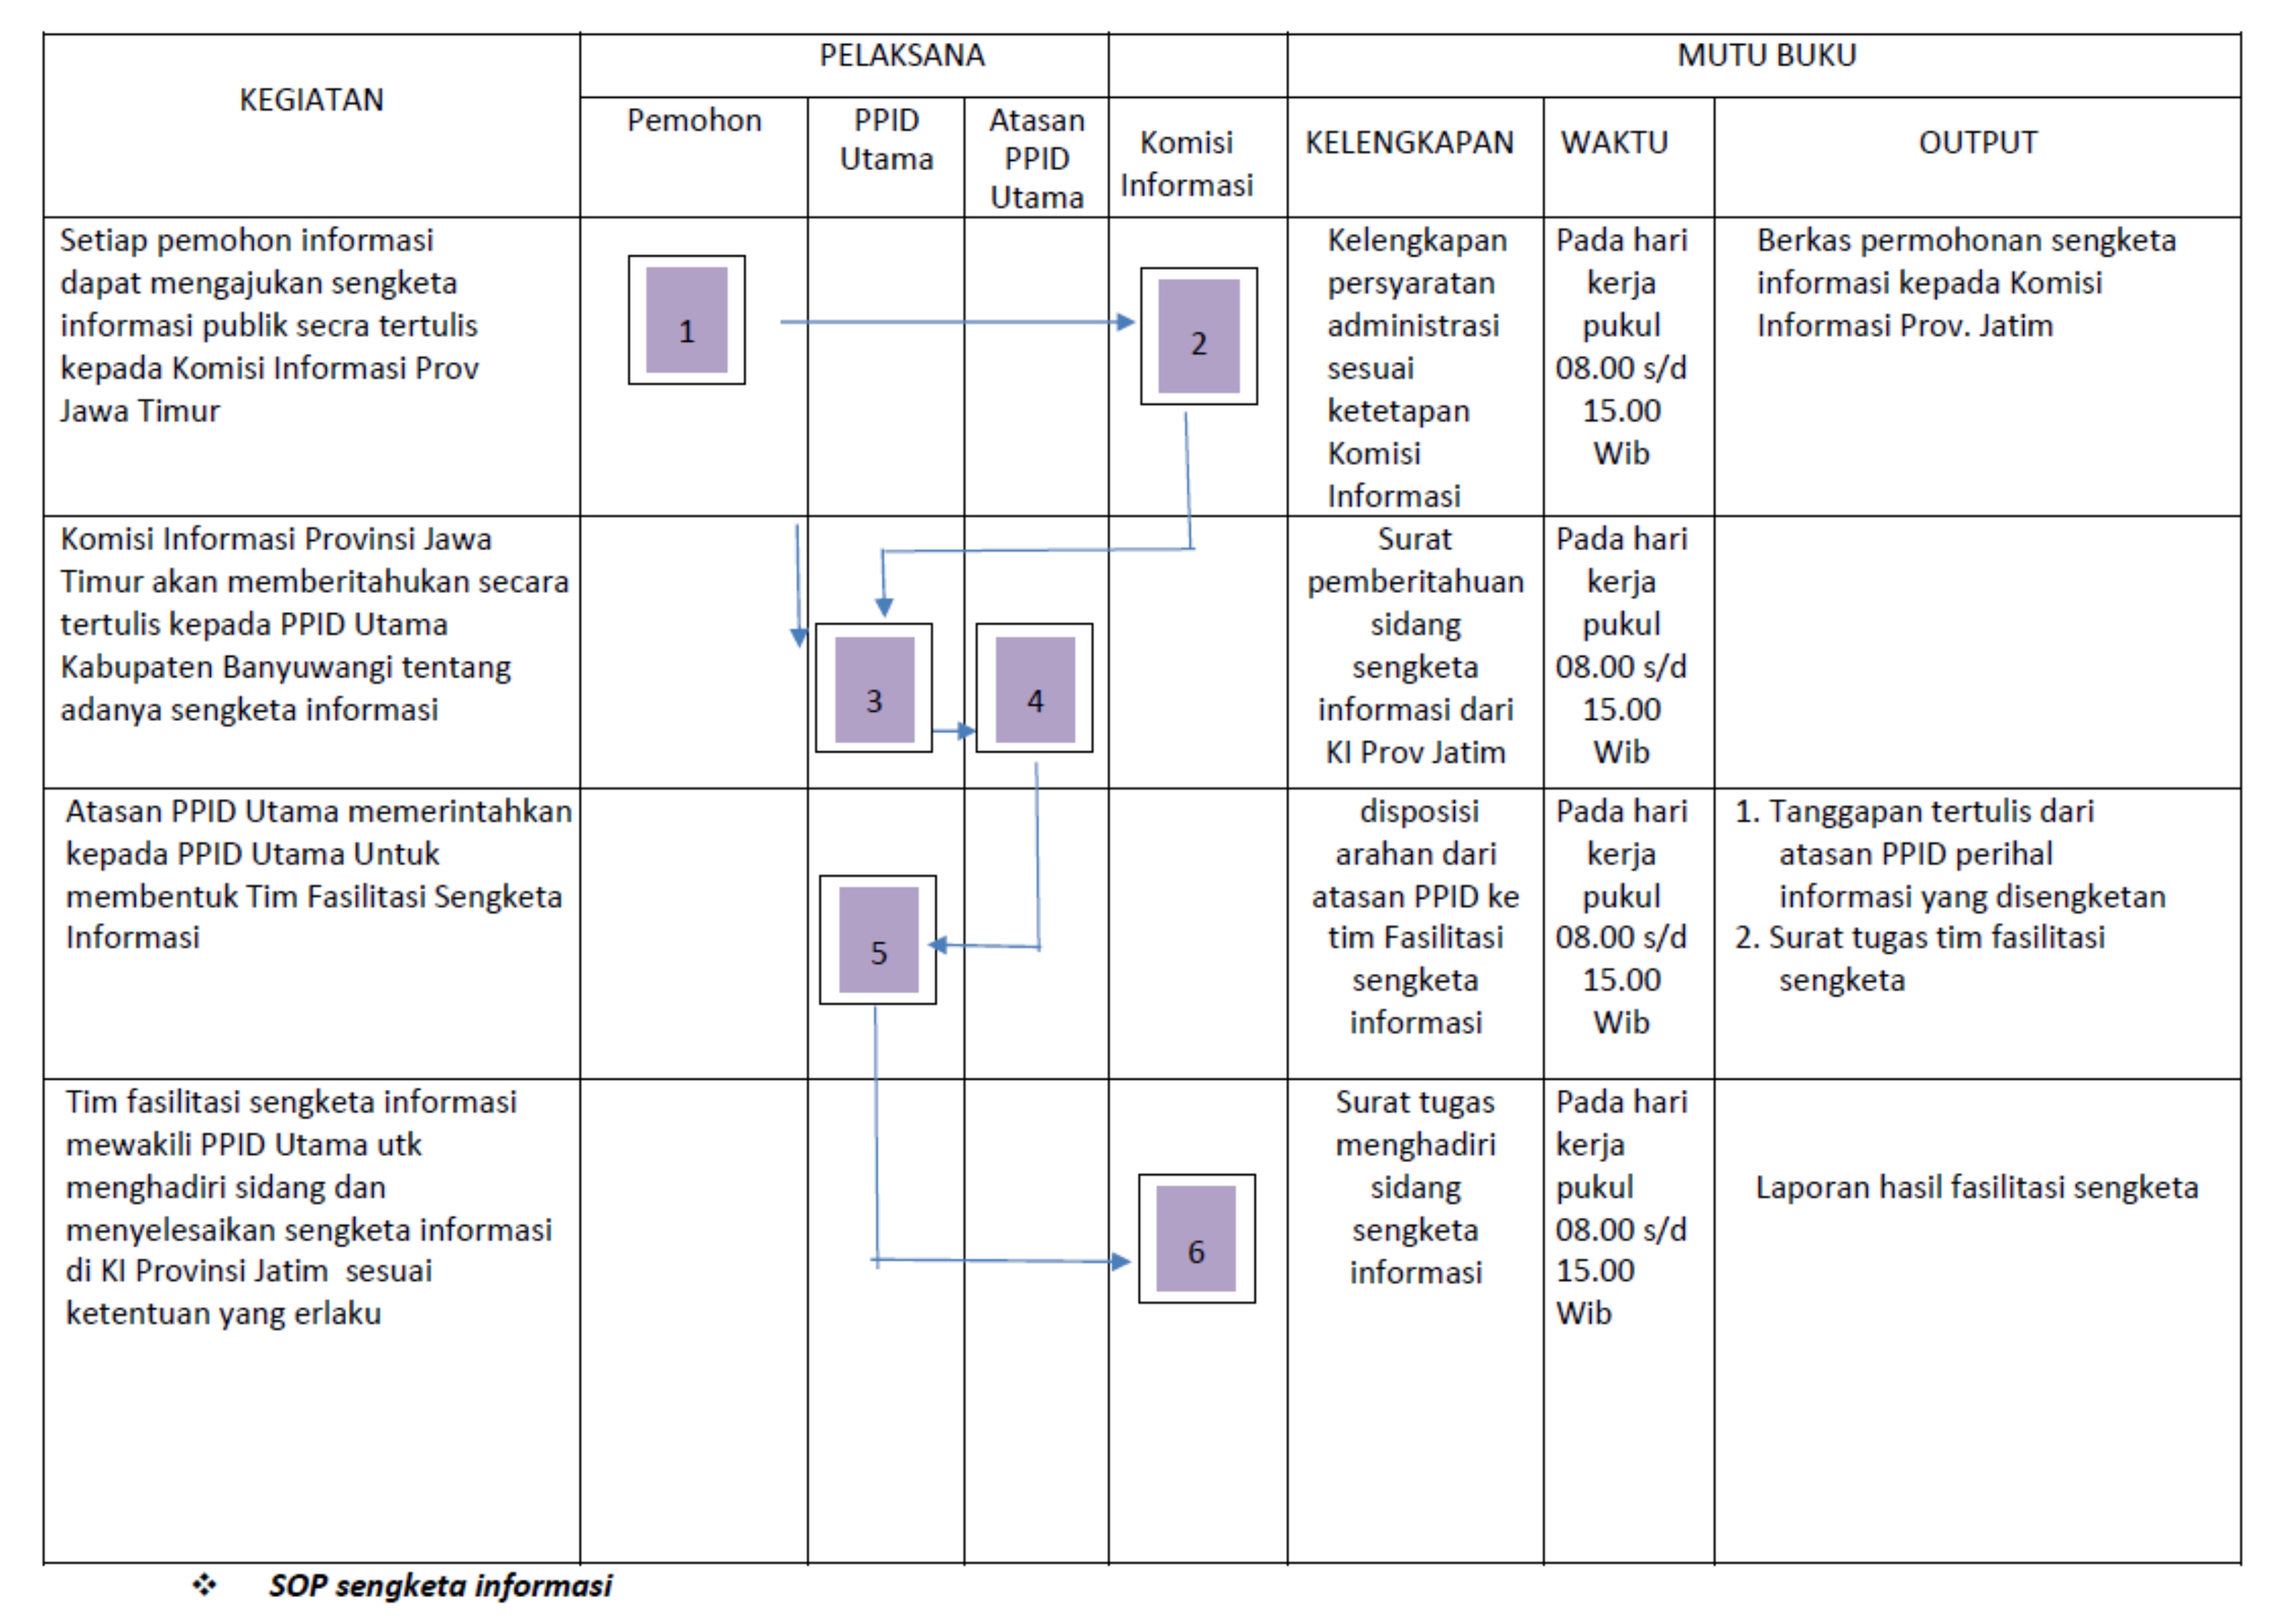 KEGIATAN
PELAKSANA
MUTU BUKU
Pemohon
PPID
Utama
Atasan
PPID
Utama
Komisi
Informasi
KELENGKAPAN
WAKTU
OUTPUT
Setiap pemohon informasi
dapat mengajukan sengketa
informasi publik secra tertulis
kepada Komisi Informasi Prov
Jawa Timur
1
2
Kelengkapan
persyaratan
administrasi
sesuai
ketetapan
Komisi
Informasi
Pada hari
kerja
pukul
08.00 s/d
15.00
Wib
Berkas permohonan sengketa
informasi kepada Komisi
Informasi Prov. Jatim
Komisi Informasi Provinsi Jawa
Timur akan memberitahukan secara
tertulis kepada PPID Utama
Kabupaten Banyuwangi tentang
adanya sengketa informasi
3
4
Surat
pemberitahuan
sidang
sengketa
informasi dari
KI Prov Jatim
Pada hari
kerja
pukul
08.00 s/d
15.00
Wib
Atasan PPID Utama memerintahkan
kepada PPID Utama Untuk
membentuk Tim Fasilitasi Sengketa
Informasi
5
disposisi
arahan dari
atasan PPID ke
tim Fasilitasi
sengketa
informasi
Pada hari
kerja
pukul
08.00 s/d
15.00
Wib
1. Tanggapan tertulis dari
atasan PPID perihal
informasi yang disengketan
2. Surat tugas tim fasilitasi
sengketa
Tim fasilitasi sengketa informasi
mewakili PPID Utama utk
menghadiri sidang dan
menyelesaikan sengketa informasi
di KI Provinsi Jatim sesuai
ketentuan yang erlaku
6
Surat tugas
menghadiri
sidang
sengketa
informasi
Pada hari
kerja
pukul
08.00 s/d
15.00
Wib
Laporan hasil fasilitasi sengketa
❖ SOP sengketa informasi